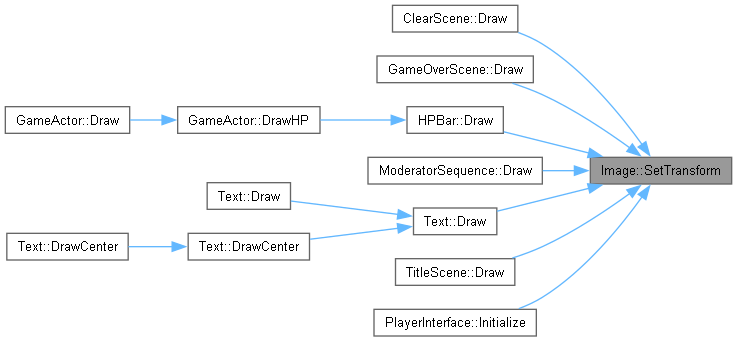 ClearScene::Draw
GameOverScene::Draw
GameActor::Draw
GameActor::DrawHP
HPBar::Draw
ModeratorSequence::Draw
Image::SetTransform
Text::Draw
Text::Draw
Text::DrawCenter
Text::DrawCenter
TitleScene::Draw
PlayerInterface::Initialize